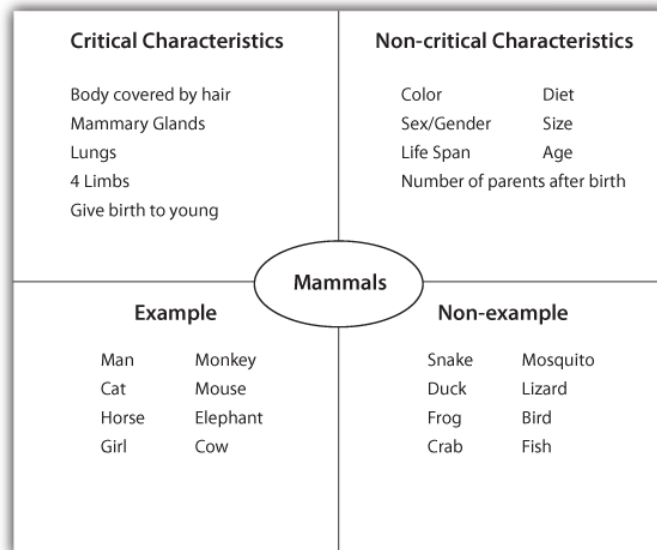 Critical Characteristics
Body covered by hair
Mammary Glands
Lungs
4 Limbs
Give birth to young
Non-critical Characteristics
Color Diet
Sex/Gender Size
Life Span Age
Number of parents after birth
Mammals
Example
Man Monkey
Cat Mouse
Horse Elephant
Girl Cow
Non-example
Snake Mosquito
Duck Lizard
Frog Bird
Crab Fish